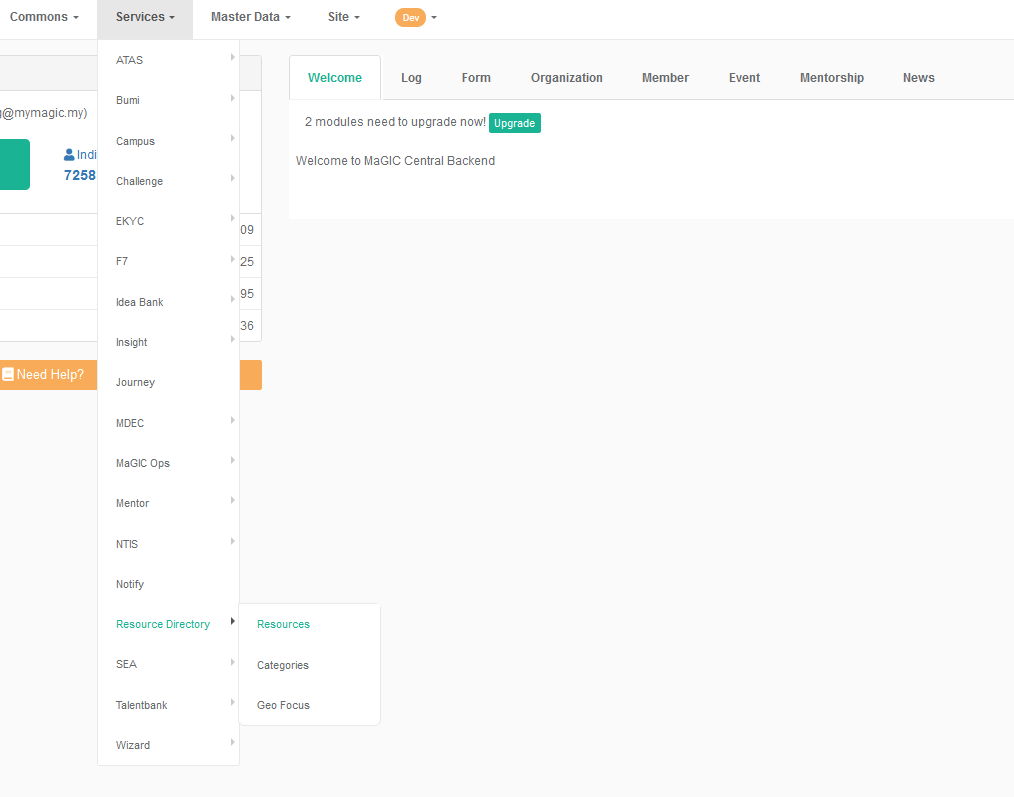 Commons Services Master Data Site Dev
ATAS
Bumi
Campus
Challenge
EKYC
F7
Idea Bank
Insight
Journey
MDEC
MaGIC Ops
Mentor
NTIS
Notify
Resource Directory
SEA
Talentbank
Wizard
Resources
Categories
Geo Focus
@mymagic.my)
Indi
7258
09
25
95
36
Need Help?
Welcome Log Form Organization Member Event Mentorship News
2 modules need to upgrade now! Upgrade
Welcome to MaGIC Central Backend